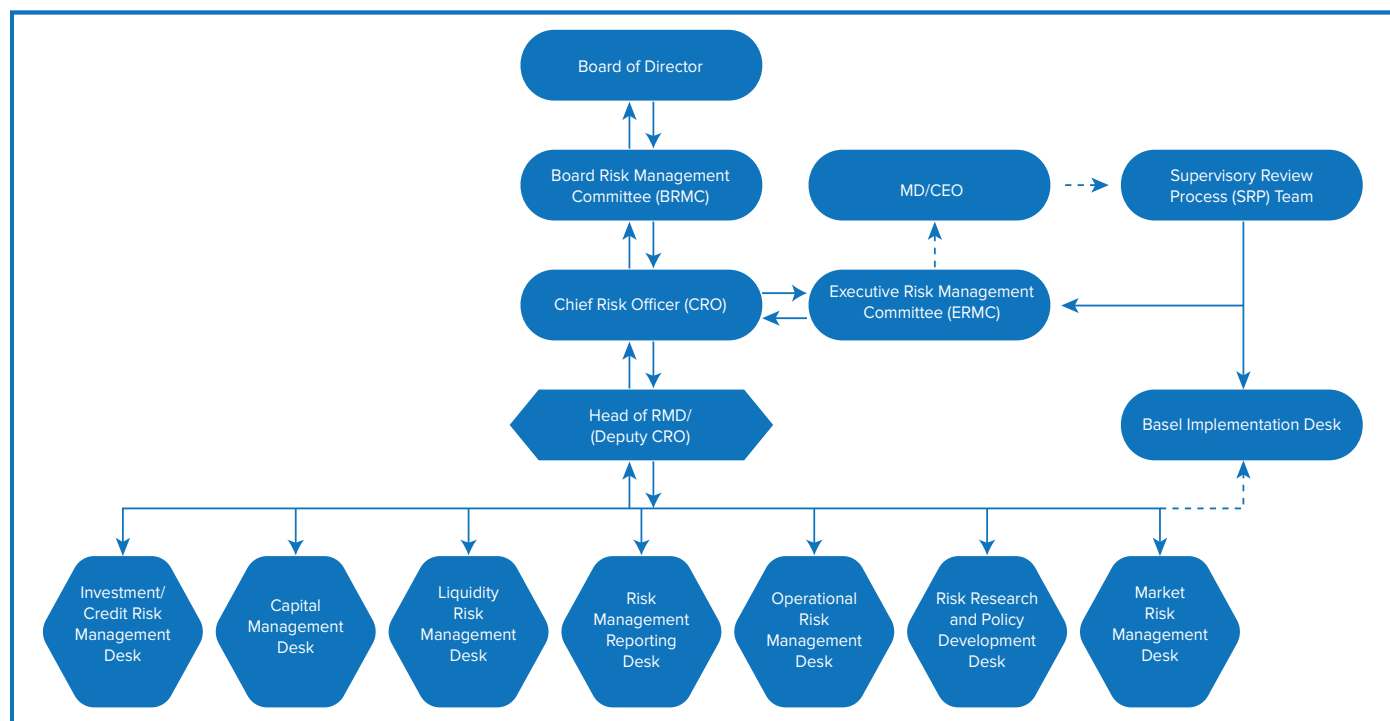 Board of Director
Board Risk Management
Committee (BRMC)
MD/CEO
Supervisory Review
Process (SRP) Team
Chief Risk Officer (CRO)
Executive Risk Management
Committee (ERMC)
Head of RMD/
(Deputy CRO)
Basel Implementation Desk
Investment/
Credit Risk
Management
Desk
Capital
Management
Desk
Liquidity
Risk
Management
Desk
Risk
Management
Reporting
Desk
Operational
Risk
Management
Desk
Risk Research
and Policy
Development
Desk
Market
Risk
Management
Desk